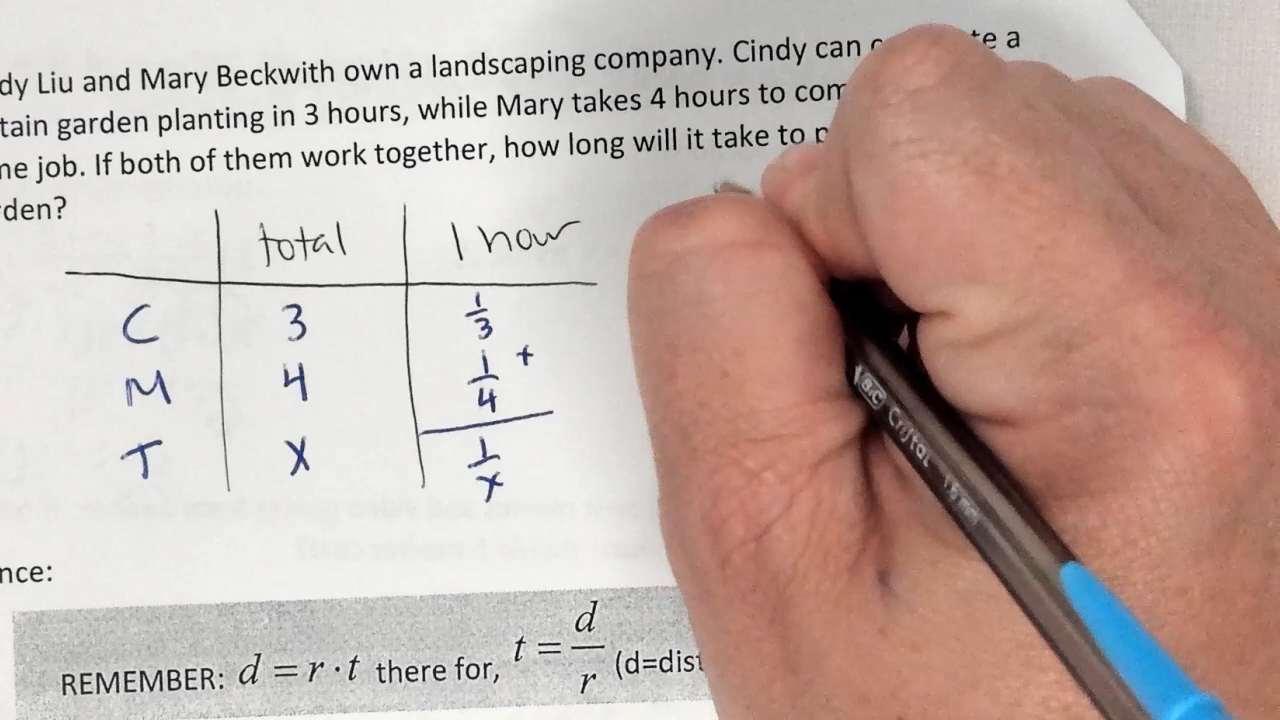 dy Liu and Mary Beckwith own a landscaping company. Cindy can te a
tain garden planting in 3 hours, while Mary takes 4 hours to com
ne job. If both of them work together, how long will it take to p
den?
total 1 hour
C 3 1/3
M 4 1/4 +
T x 1/x
nce:
REMEMBER: d = r · t there for, t = d/r (d=dist
BIC Cristal